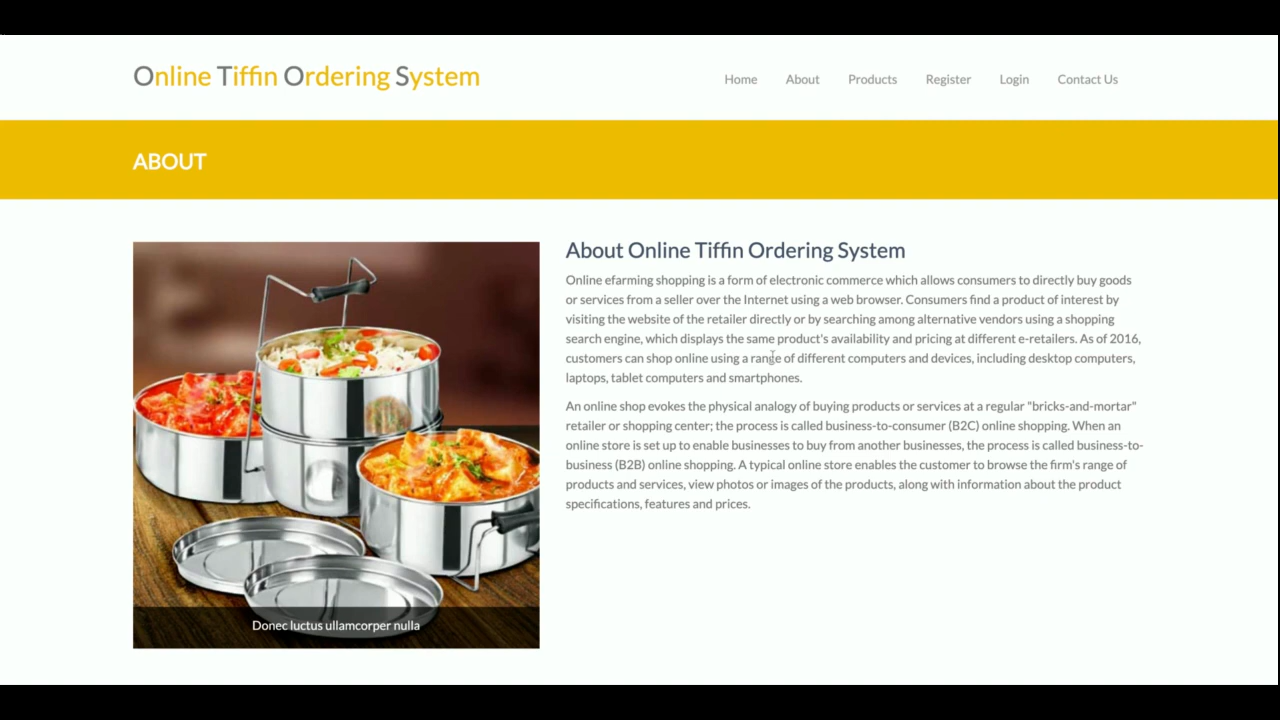 Online Tiffin Ordering System
Home About Products Register Login Contact Us
ABOUT
About Online Tiffin Ordering System
Online efarming shopping is a form of electronic commerce which allows consumers to directly buy goods
or services from a seller over the Internet using a web browser. Consumers find a product of interest by
visiting the website of the retailer directly or by searching among alternative vendors using a shopping
search engine, which displays the same product's availability and pricing at different e-retailers. As of 2016,
customers can shop online using a range of different computers and devices, including desktop computers,
laptops, tablet computers and smartphones.
An online shop evokes the physical analogy of buying products or services at a regular "bricks-and-mortar"
retailer or shopping center; the process is called business-to-consumer (B2C) online shopping. When an
online store is set up to enable businesses to buy from another businesses, the process is called business-to-
business (B2B) online shopping. A typical online store enables the customer to browse the firm's range of
products and services, view photos or images of the products, along with information about the product
specifications, features and prices.
Donec luctus ullamcorper nulla